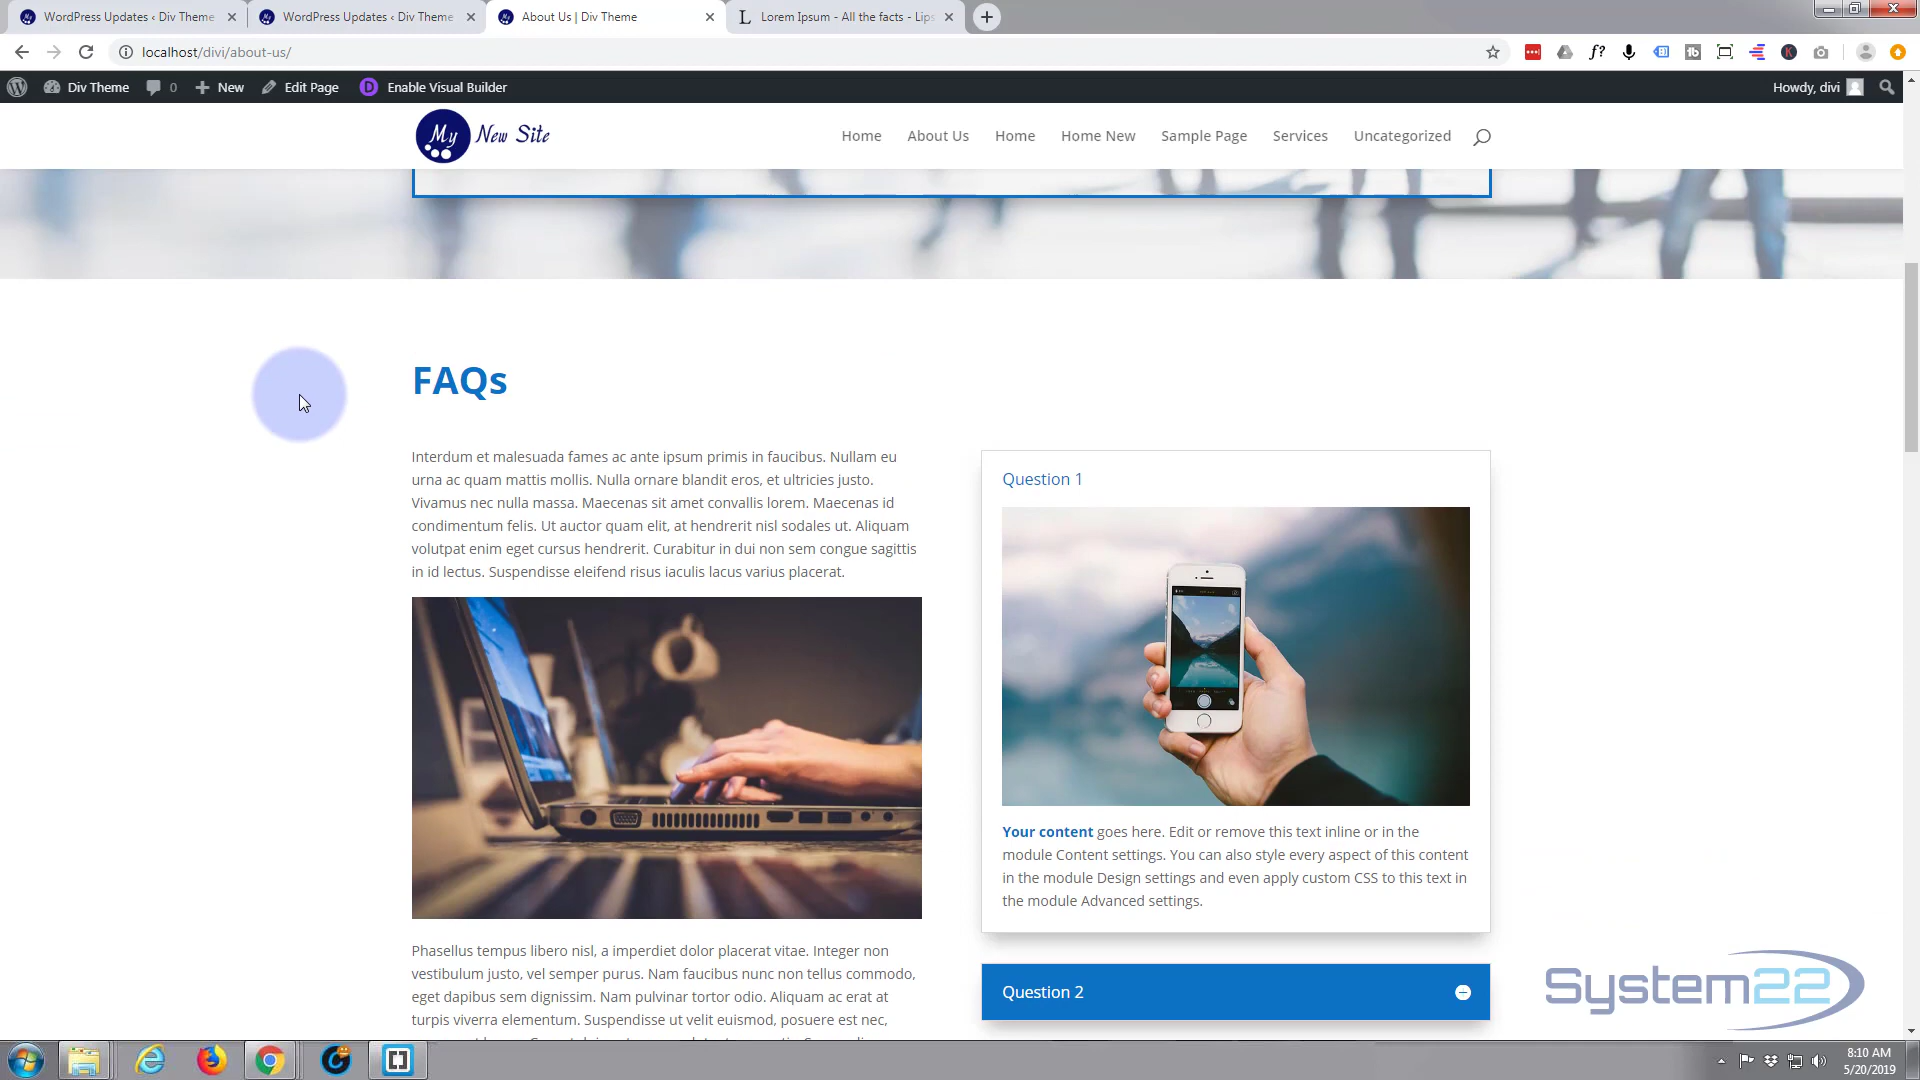 WordPress Updates ‹ Div Theme
WordPress Updates ‹ Div Theme
About Us | Div Theme
Lorem Ipsum - All the facts - Lips
localhost/divi/about-us/
f?
K
Div Theme
0
New
Edit Page
D
Enable Visual Builder
Howdy, divi
My New Site
Home
About Us
Home
Home New
Sample Page
Services
Uncategorized
FAQs
Interdum et malesuada fames ac ante ipsum primis in faucibus. Nullam eu
urna ac quam mattis mollis. Nulla ornare blandit eros, et ultricies justo.
Vivamus nec nulla massa. Maecenas sit amet convallis lorem. Maecenas id
condimentum felis. Ut auctor quam elit, at hendrerit nisl sodales ut. Aliquam
volutpat enim eget cursus hendrerit. Curabitur in dui non sem congue sagittis
in id lectus. Suspendisse eleifend risus iaculis lacus varius placerat.
Phasellus tempus libero nisl, a imperdiet dolor placerat vitae. Integer non
vestibulum justo, vel semper purus. Nam faucibus nunc non tellus commodo,
eget dapibus sem dignissim. Nam pulvinar tortor odio. Aliquam ac erat at
turpis viverra elementum. Suspendisse ut velit euismod, posuere est nec,
Question 1
Your content goes here. Edit or remove this text inline or in the
module Content settings. You can also style every aspect of this content
in the module Design settings and even apply custom CSS to this text in
the module Advanced settings.
Question 2
System22
8:10 AM
5/20/2019